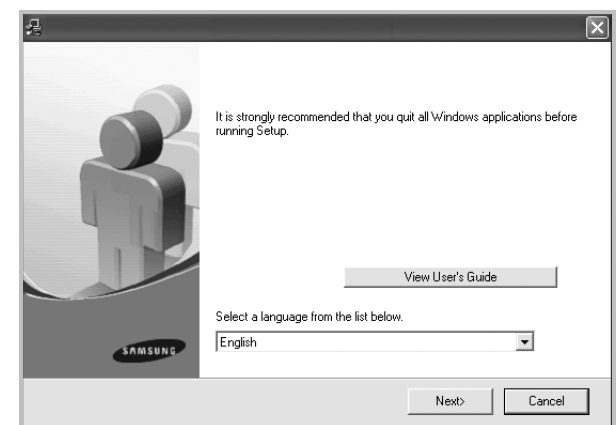 It is strongly recommended that you quit all Windows applications before
running Setup.
View User's Guide
Select a language from the list below.
English
SAMSUNG
Next>
Cancel